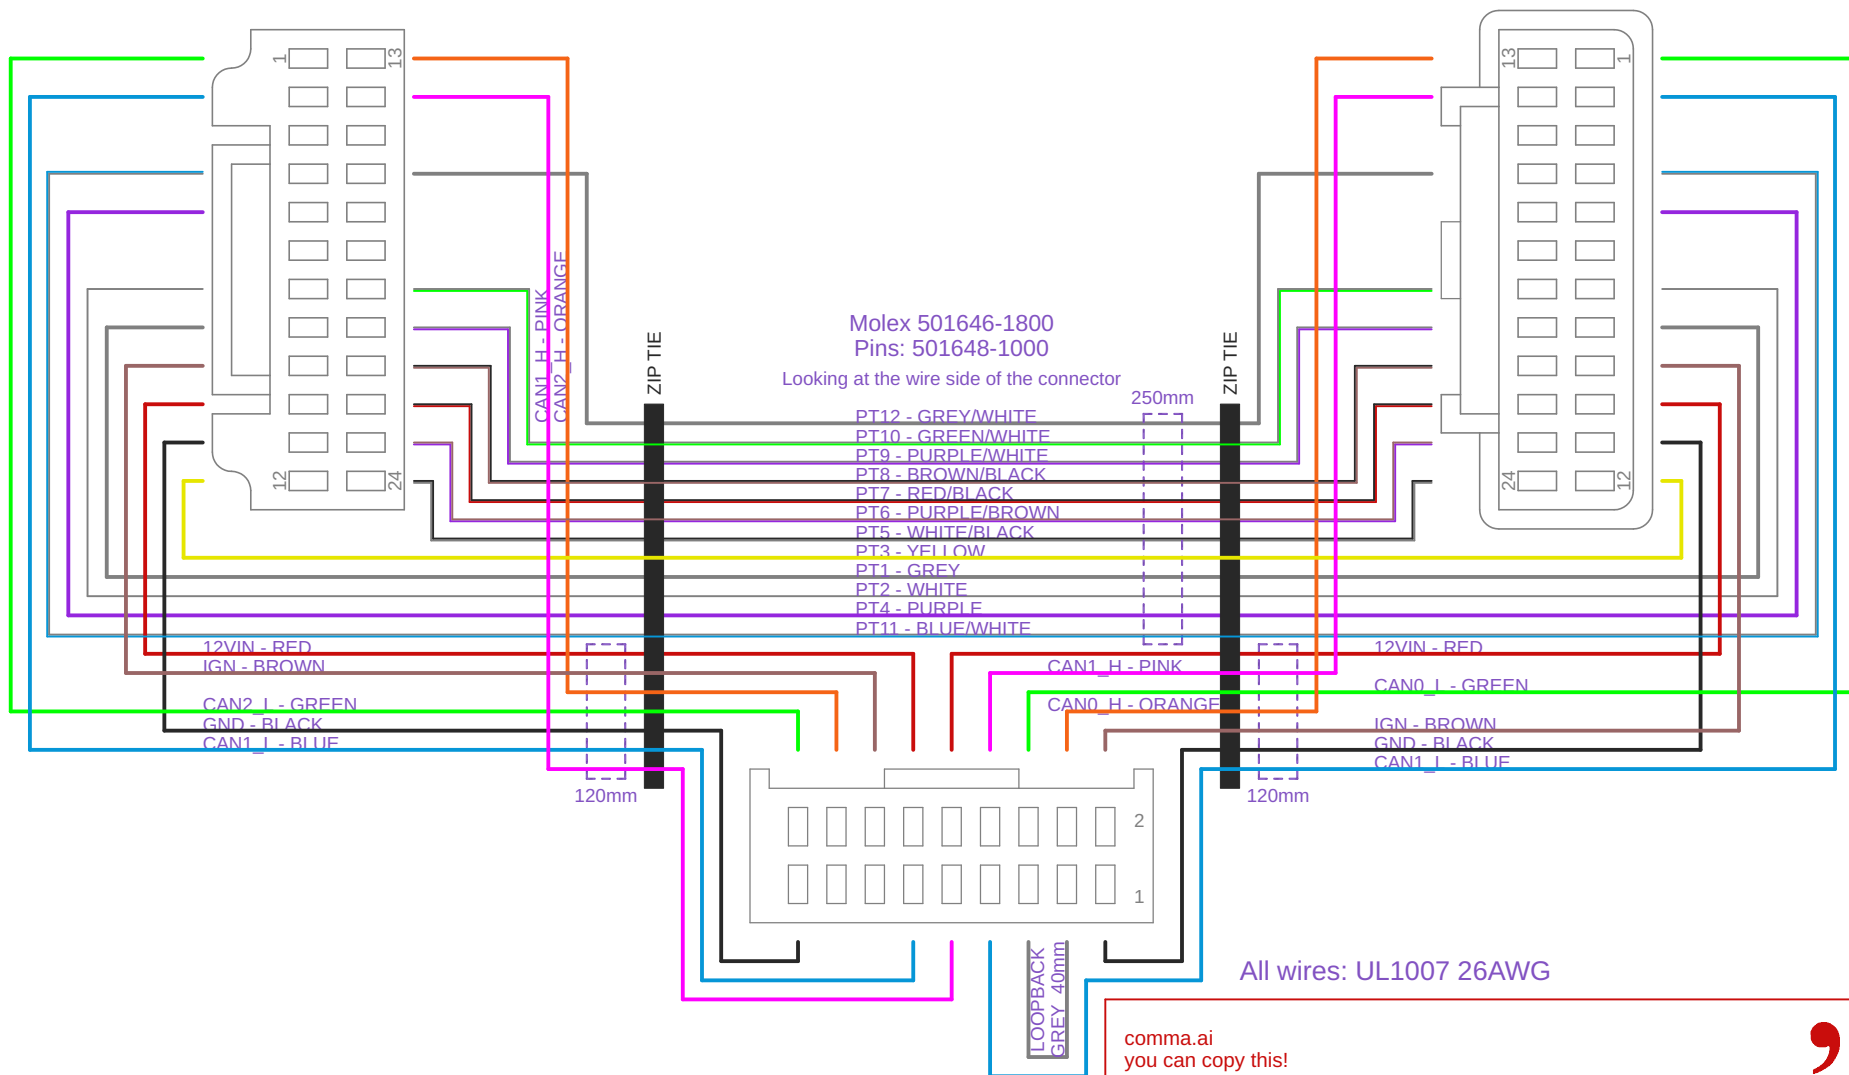 1
13
12
24
13
1
24
12
CAN1_H - PINK
CAN2_H - ORANGE
ZIP TIE
ZIP TIE
Molex 501646-1800
Pins: 501648-1000
Looking at the wire side of the connector
250mm
PT12 - GREY/WHITE
PT10 - GREEN/WHITE
PT9 - PURPLE/WHITE
PT8 - BROWN/BLACK
PT7 - RED/BLACK
PT6 - PURPLE/BROWN
PT5 - WHITE/BLACK
PT3 - YELLOW
PT1 - GREY
PT2 - WHITE
PT4 - PURPLE
PT11 - BLUE/WHITE
12VIN - RED
IGN - BROWN
CAN2_L - GREEN
GND - BLACK
CAN1_L - BLUE
120mm
CAN1_H - PINK
CAN0_H - ORANGE
12VIN - RED
CAN0_L - GREEN
IGN - BROWN
GND - BLACK
CAN1_L - BLUE
120mm
2
1
LOOPBACK
GREY 40mm
All wires: UL1007 26AWG
comma.ai
you can copy this!